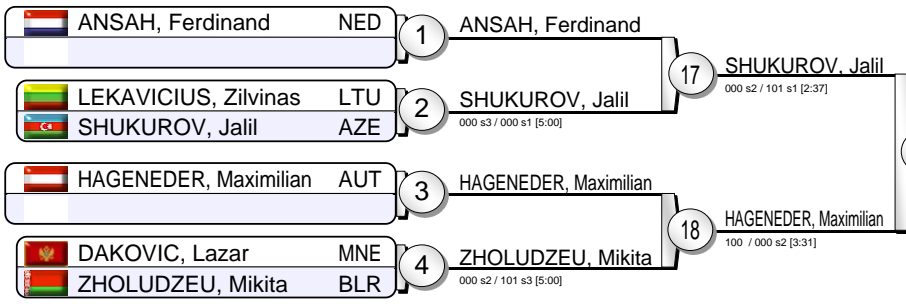 ANSAH, Ferdinand NED
1
ANSAH, Ferdinand
LEKAVICIUS, Zilvinas LTU
SHUKUROV, Jalil AZE
2
SHUKUROV, Jalil
000 s3 / 000 s1 [5:00]
17
SHUKUROV, Jalil
000 s2 / 101 s1 [2:37]
HAGENEDER, Maximilian AUT
3
HAGENEDER, Maximilian
DAKOVIC, Lazar MNE
ZHOLUDZEU, Mikita BLR
4
ZHOLUDZEU, Mikita
000 s2 / 101 s3 [5:00]
18
HAGENEDER, Maximilian
100 / 000 s2 [3:31]